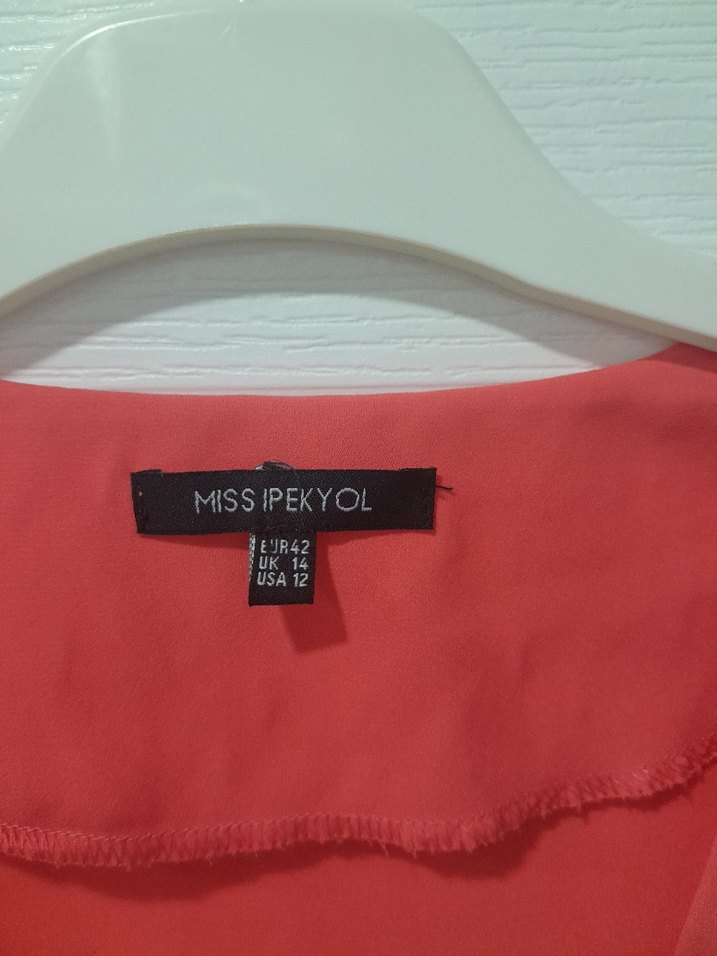 MISS IPEKYOL
EUR42
UK 14
USA 12